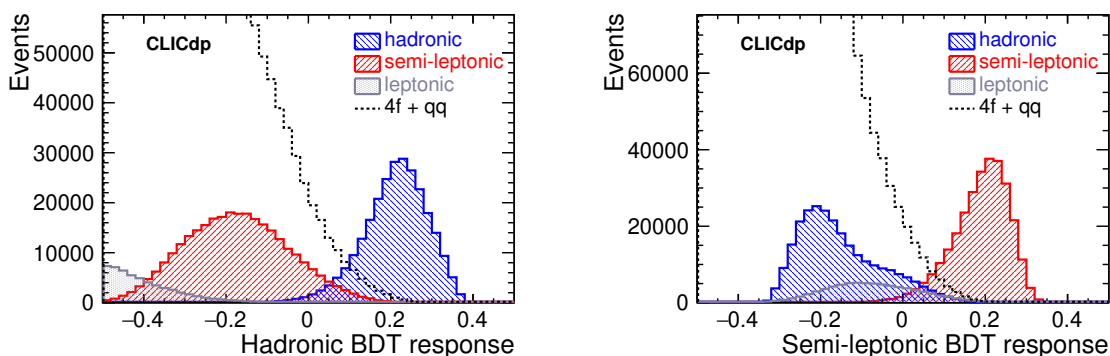 Events
50000
40000
30000
20000
10000
0
CLICdp
hadronic
semi-leptonic
leptonic
4f + qq
−0.4 −0.2 0 0.2 0.4
Hadronic BDT response
Events
60000
40000
20000
0
CLICdp
hadronic
semi-leptonic
leptonic
4f + qq
−0.4 −0.2 0 0.2 0.4
Semi-leptonic BDT response